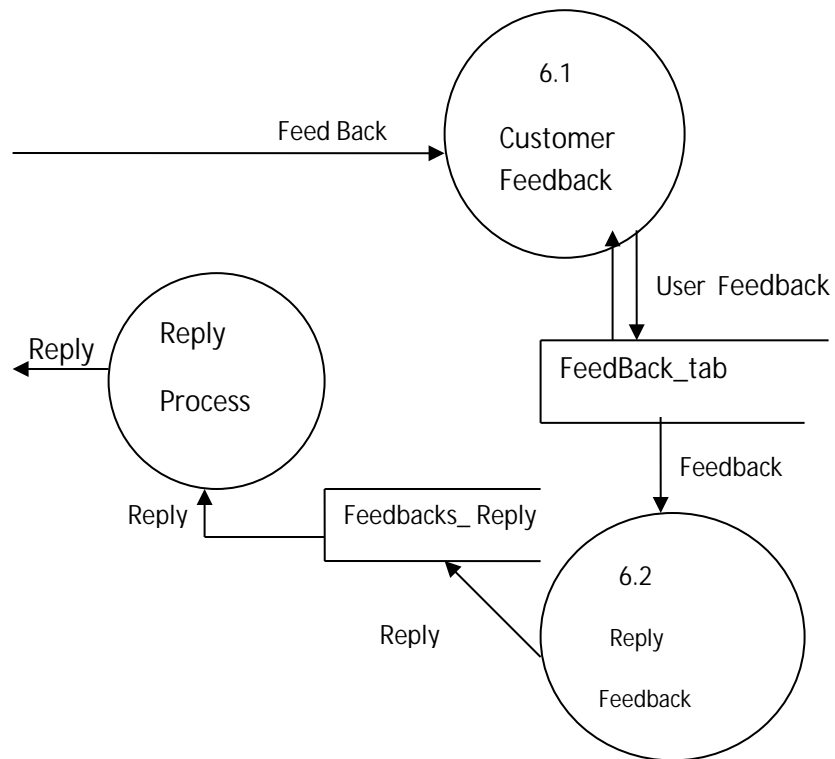 6.1
Feed Back
Customer
Feedback
User Feedback
Reply
Reply
Process
FeedBack_tab
Feedback
Reply
Feedbacks_ Reply
6.2
Reply
Reply
Feedback